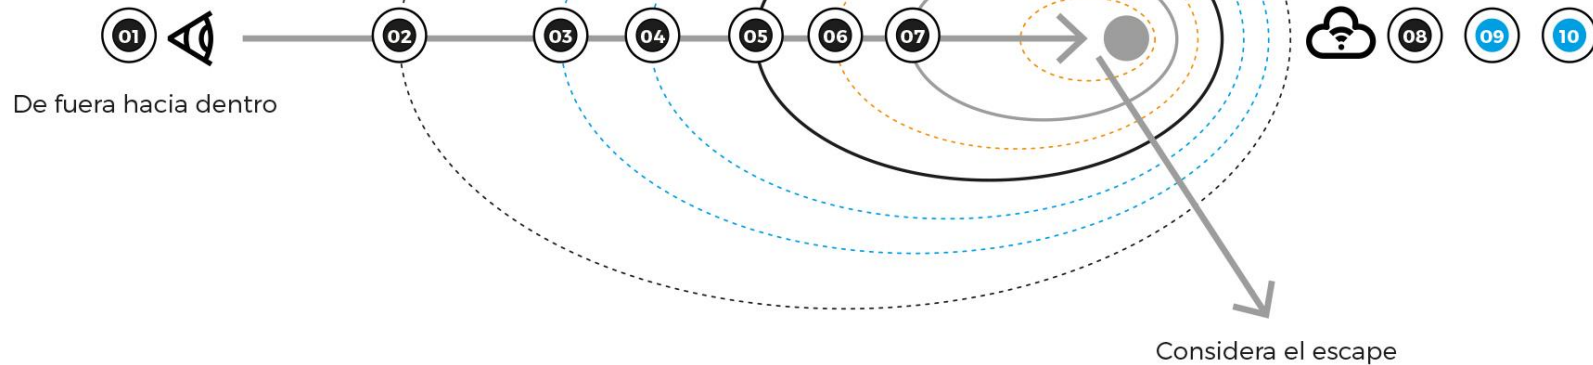 01 02 03 04 05 06 07 08 09 10
De fuera hacia dentro
Considera el escape